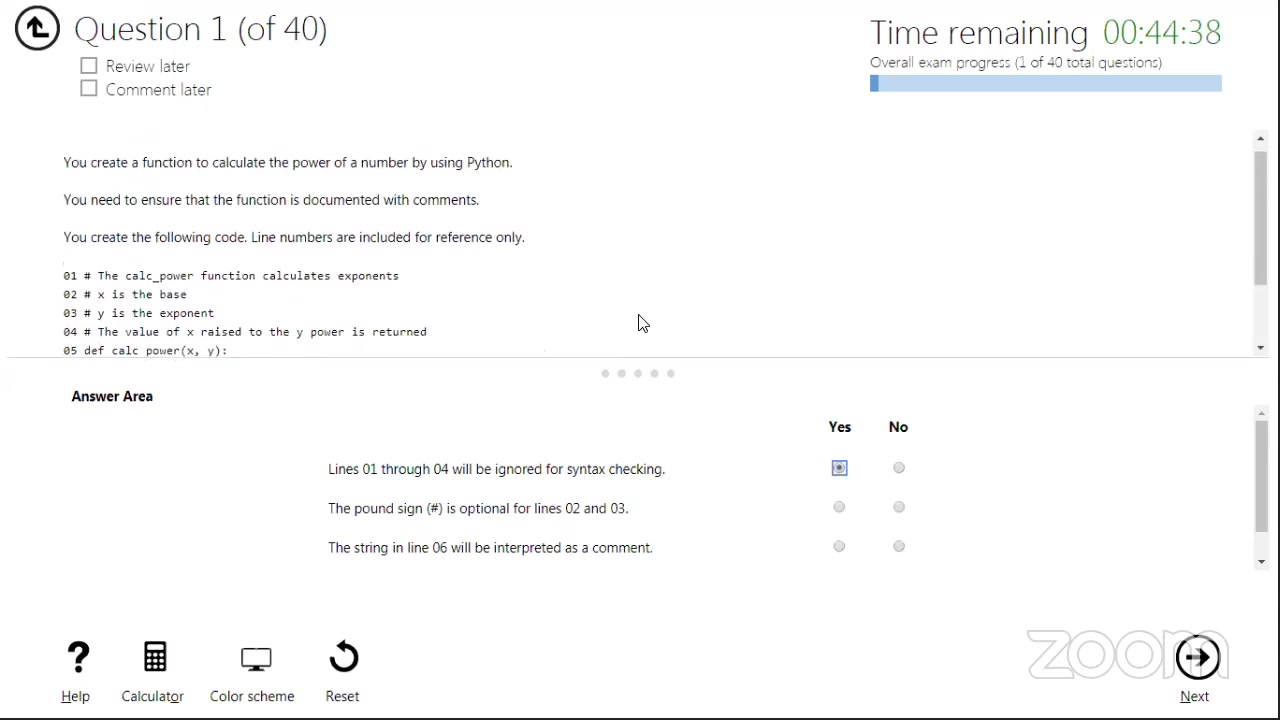 Question 1 (of 40)
Time remaining 00:44:38
Review later
Overall exam progress (1 of 40 total questions)
Comment later
You create a function to calculate the power of a number by using Python.
You need to ensure that the function is documented with comments.
You create the following code. Line numbers are included for reference only.
01 # The calc_power function calculates exponents
02 # x is the base
03 # y is the exponent
04 # The value of x raised to the y power is returned
05 def calc power(x, y):
Answer Area
Yes No
Lines 01 through 04 will be ignored for syntax checking.
The pound sign (#) is optional for lines 02 and 03.
The string in line 06 will be interpreted as a comment.
zoom
Help Calculator Color scheme Reset Next